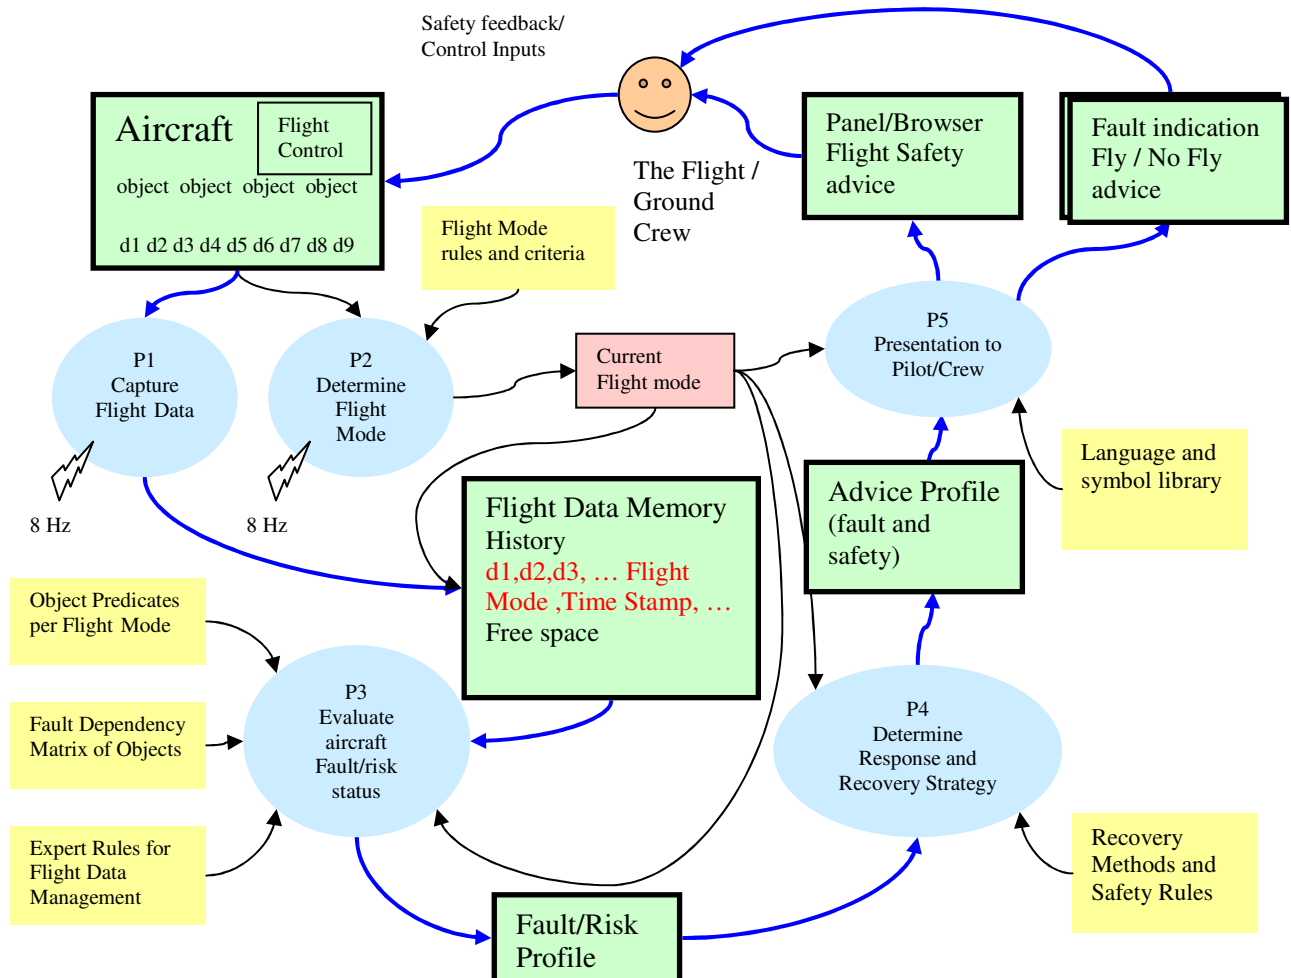 Safety feedback/
Control Inputs
Aircraft
Flight
Control
object object object object
d1 d2 d3 d4 d5 d6 d7 d8 d9
The Flight /
Ground
Crew
Panel/Browser
Flight Safety
advice
Fault indication
Fly / No Fly
advice
Flight Mode
rules and criteria
P1
Capture
Flight Data
8 Hz
P2
Determine
Flight
Mode
8 Hz
Current
Flight mode
P5
Presentation to
Pilot/Crew
Language and
symbol library
Advice Profile
(fault and
safety)
Flight Data Memory
History
d1,d2,d3, … Flight
Mode ,Time Stamp, …
Free space
Object Predicates
per Flight Mode
Fault Dependency
Matrix of Objects
Expert Rules for
Flight Data
Management
P3
Evaluate
aircraft
Fault/risk
status
P4
Determine
Response and
Recovery Strategy
Recovery
Methods and
Safety Rules
Fault/Risk
Profile